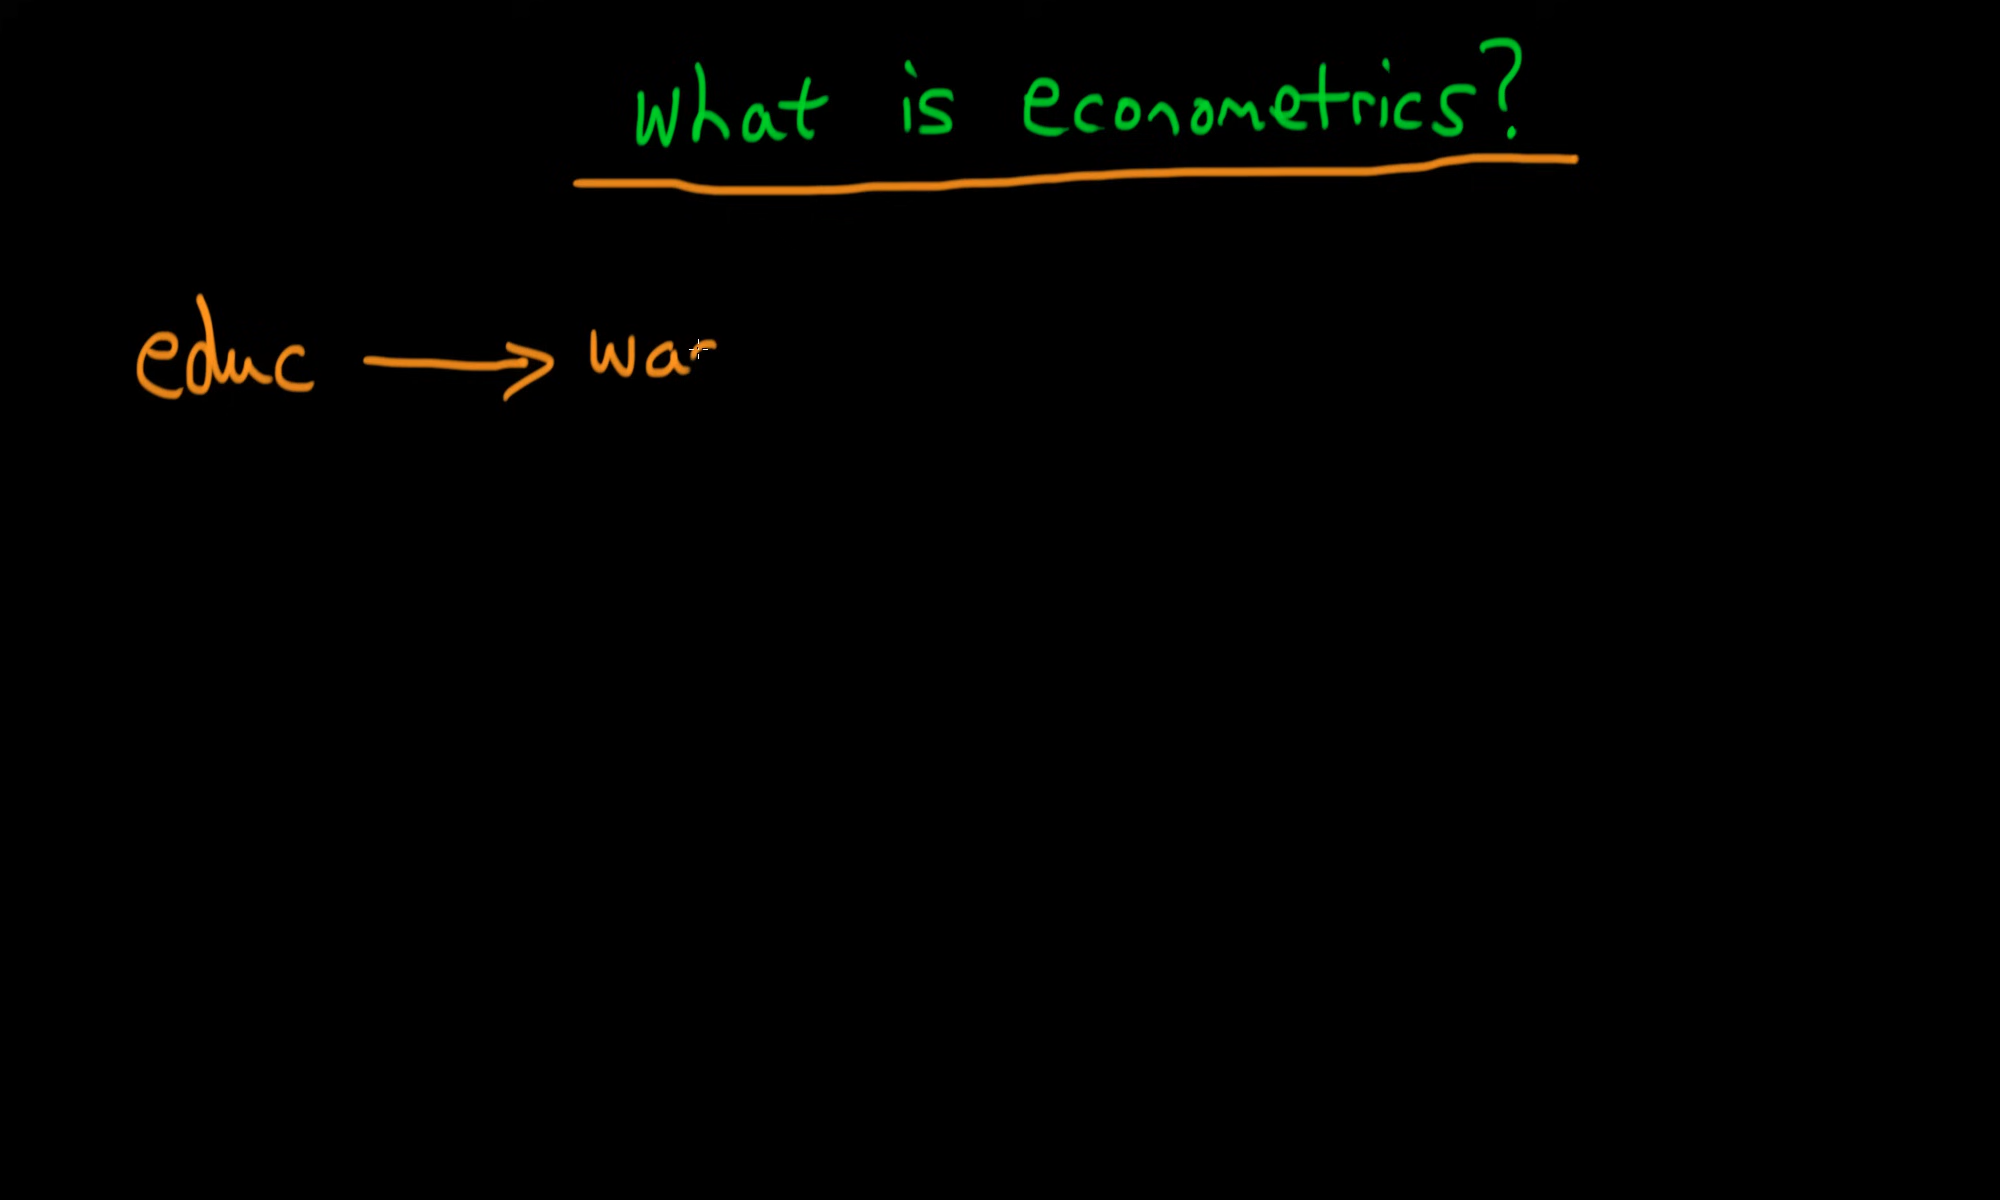 What is econometrics?
educ → wa